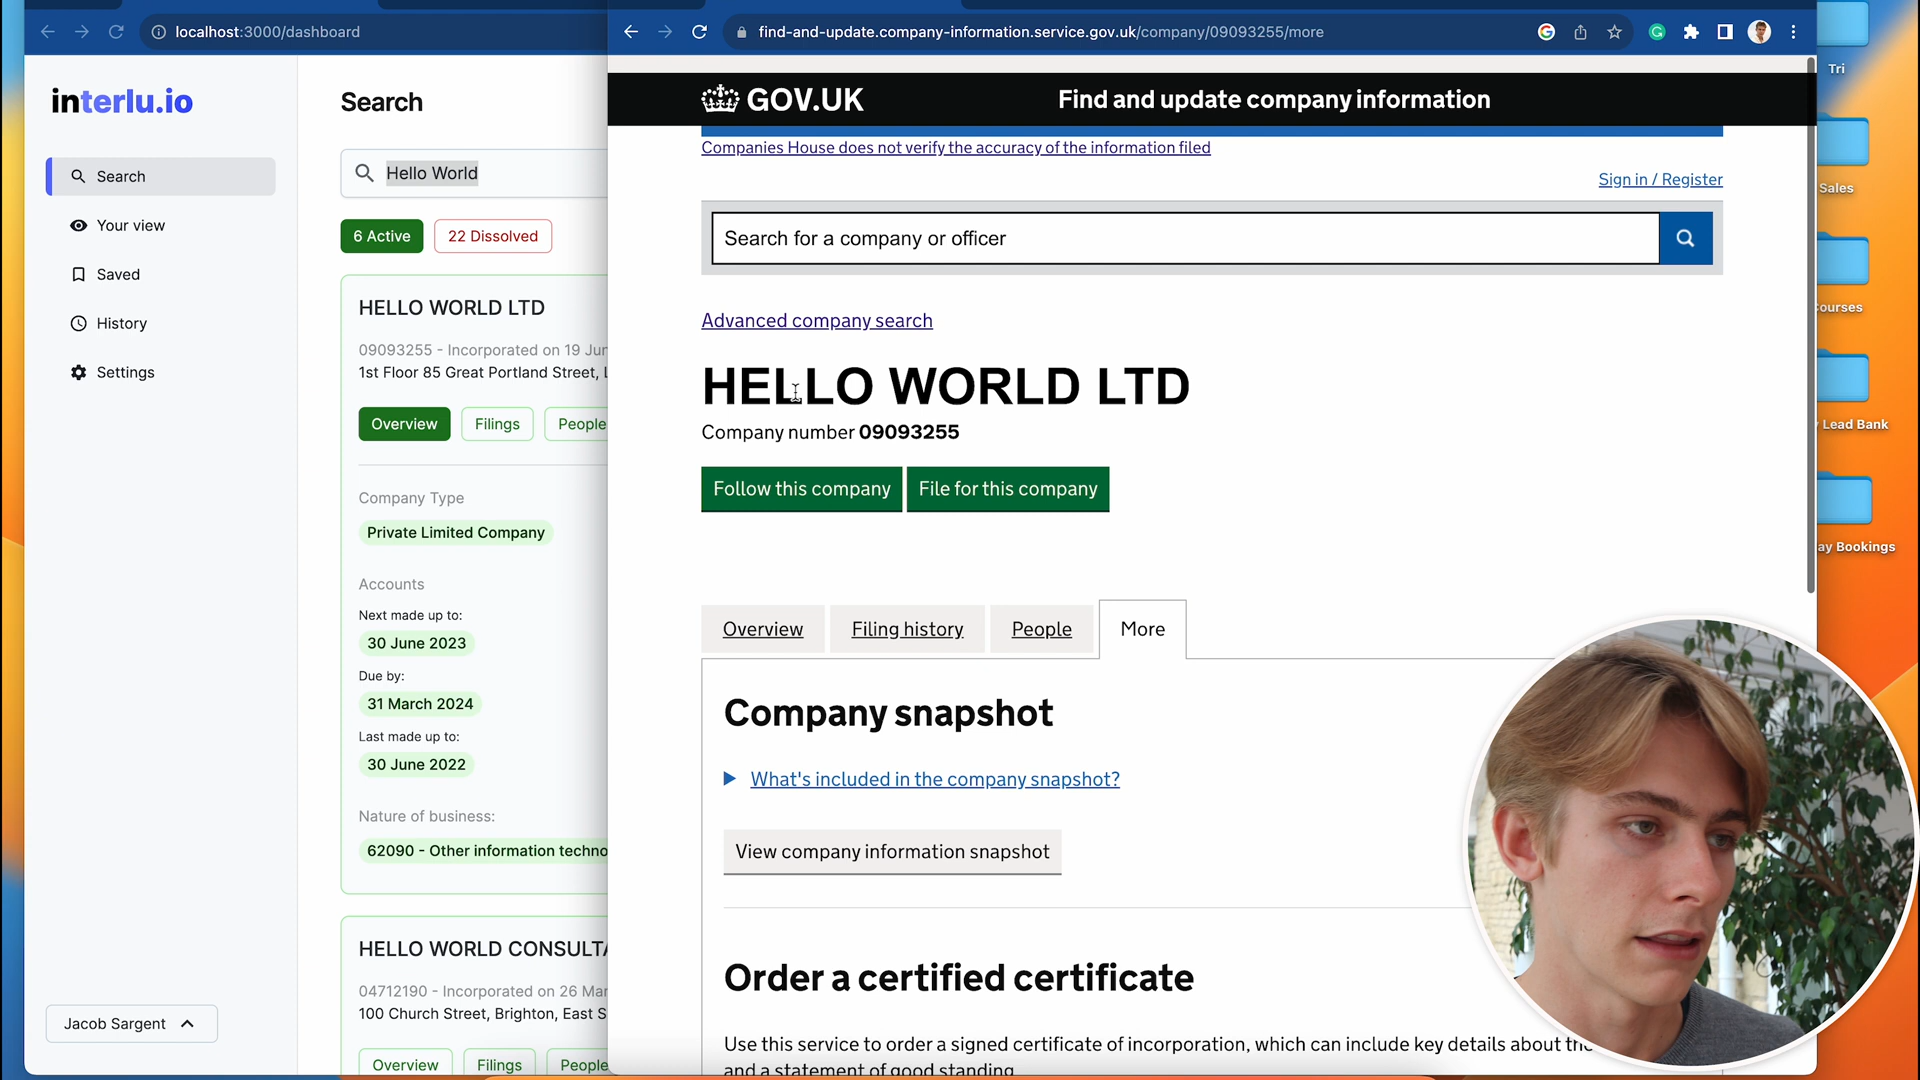 localhost:3000/dashboard
interlu.io
Search
Your view
Saved
History
Settings
Jacob Sargent
Search
Hello World
6 Active
22 Dissolved
HELLO WORLD LTD
09093255 - Incorporated on 19 Jun
1st Floor 85 Great Portland Street,
Overview
Filings
People
Company Type
Private Limited Company
Accounts
Next made up to:
30 June 2023
Due by:
31 March 2024
Last made up to:
30 June 2022
Nature of business:
62090 - Other information techno
HELLO WORLD CONSULTA
04712190 - Incorporated on 26 Mar
100 Church Street, Brighton, East S
Overview
Filings
People
find-and-update.company-information.service.gov.uk/company/09093255/more
GOV.UK
Find and update company information
Companies House does not verify the accuracy of the information filed
Sign in / Register
Search for a company or officer
Advanced company search
HELLO WORLD LTD
Company number 09093255
Follow this company
File for this company
Overview
Filing history
People
More
Company snapshot
What's included in the company snapshot?
View company information snapshot
Order a certified certificate
Use this service to order a signed certificate of incorporation, which can include key details about the
and a statement of good standing
Tri
Sales
ourses
Lead Bank
ay Bookings